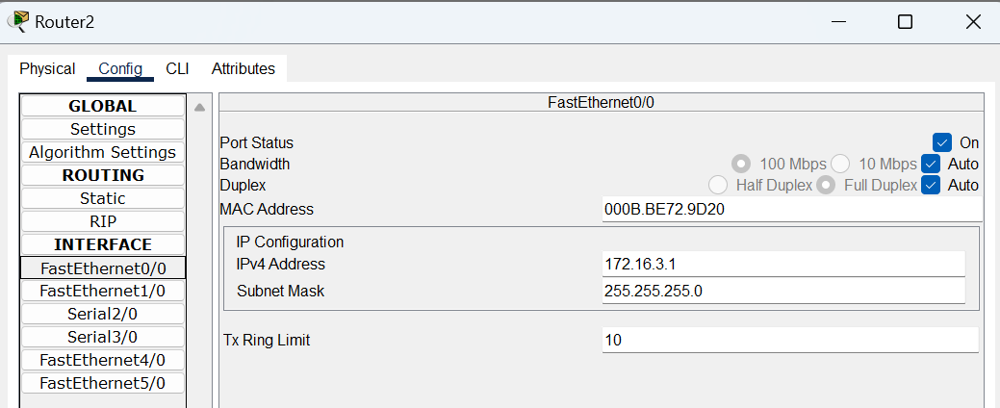 Router2
Physical Config CLI Attributes
GLOBAL
Settings
Algorithm Settings
ROUTING
Static
RIP
INTERFACE
FastEthernet0/0
FastEthernet1/0
Serial2/0
Serial3/0
FastEthernet4/0
FastEthernet5/0
FastEthernet0/0
Port Status On
Bandwidth 100 Mbps 10 Mbps Auto
Duplex Half Duplex Full Duplex Auto
MAC Address 000B.BE72.9D20
IP Configuration
IPv4 Address 172.16.3.1
Subnet Mask 255.255.255.0
Tx Ring Limit 10